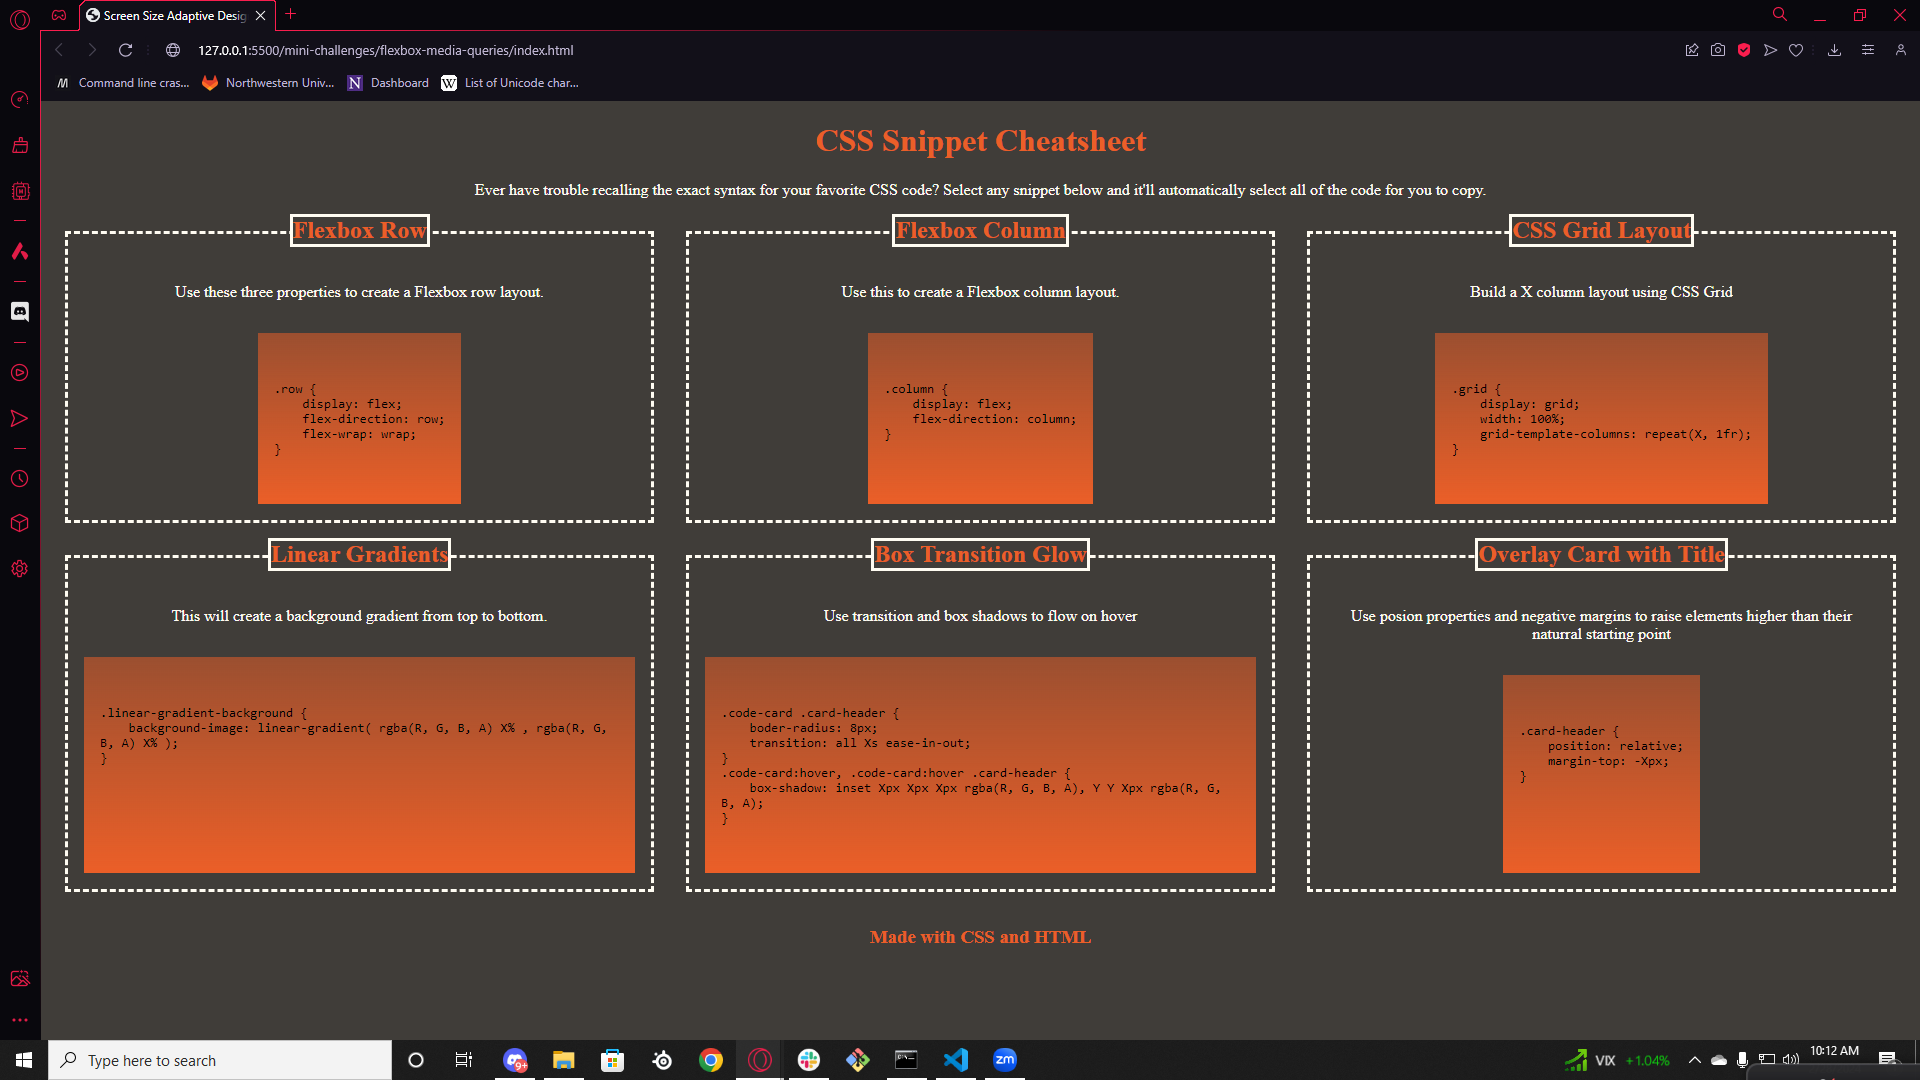 Screen Size Adaptive Desig
127.0.0.1:5500/mini-challenges/flexbox-media-queries/index.html
Command line cras...
Northwestern Univ...
N
Dashboard
W
List of Unicode char...
CSS Snippet Cheatsheet
Ever have trouble recalling the exact syntax for your favorite CSS code? Select any snippet below and it'll automatically select all of the code for you to copy.
Flexbox Row
Use these three properties to create a Flexbox row layout.
.row {
display: flex;
flex-direction: row;
flex-wrap: wrap;
}
Flexbox Column
Use this to create a Flexbox column layout.
.column {
display: flex;
flex-direction: column;
}
CSS Grid Layout
Build a X column layout using CSS Grid
.grid {
display: grid;
width: 100%;
grid-template-columns: repeat(X, 1fr);
}
Linear Gradients
This will create a background gradient from top to bottom.
.linear-gradient-background {
background-image: linear-gradient( rgba(R, G, B, A) X% , rgba(R, G,
B, A) X% );
}
Box Transition Glow
Use transition and box shadows to flow on hover
.code-card .card-header {
boder-radius: 8px;
transition: all Xs ease-in-out;
}
.code-card:hover, .code-card:hover .card-header {
box-shadow: inset Xpx Xpx Xpx rgba(R, G, B, A), Y Y Xpx rgba(R, G,
B, A);
}
Overlay Card with Title
Use posion properties and negative margins to raise elements higher than their
naturral starting point
.card-header {
position: relative;
margin-top: -Xpx;
}
Made with CSS and HTML
Type here to search
9+
zm
VIX +1.04%
10:12 AM